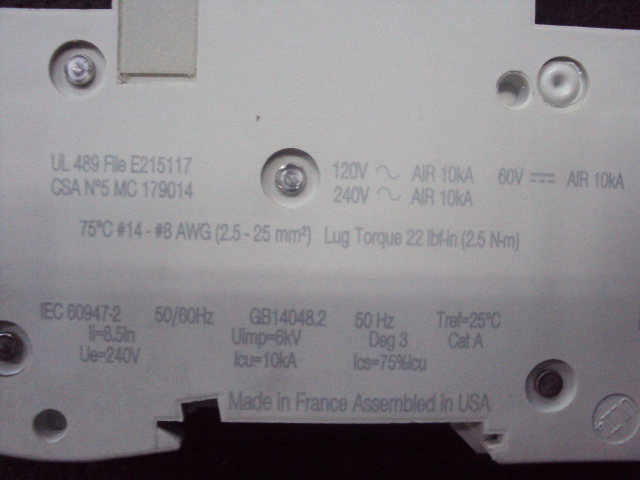 UL 489 File E215117
CSA N°5 MC 179014
120V ∿ AIR 10kA
240V ∿ AIR 10kA
60V ⎓ AIR 10kA
75°C #14 - #8 AWG (2.5 - 25 mm²) Lug Torque 22 lbf-in (2.5 N-m)
IEC 60947-2 50/60Hz GB14048.2 50 Hz Tref=25°C
Ii=8.5In Uimp=6kV Deg 3 Cat A
Ue=240V Icu=10kA Ics=75%Icu
Made in France Assembled in USA